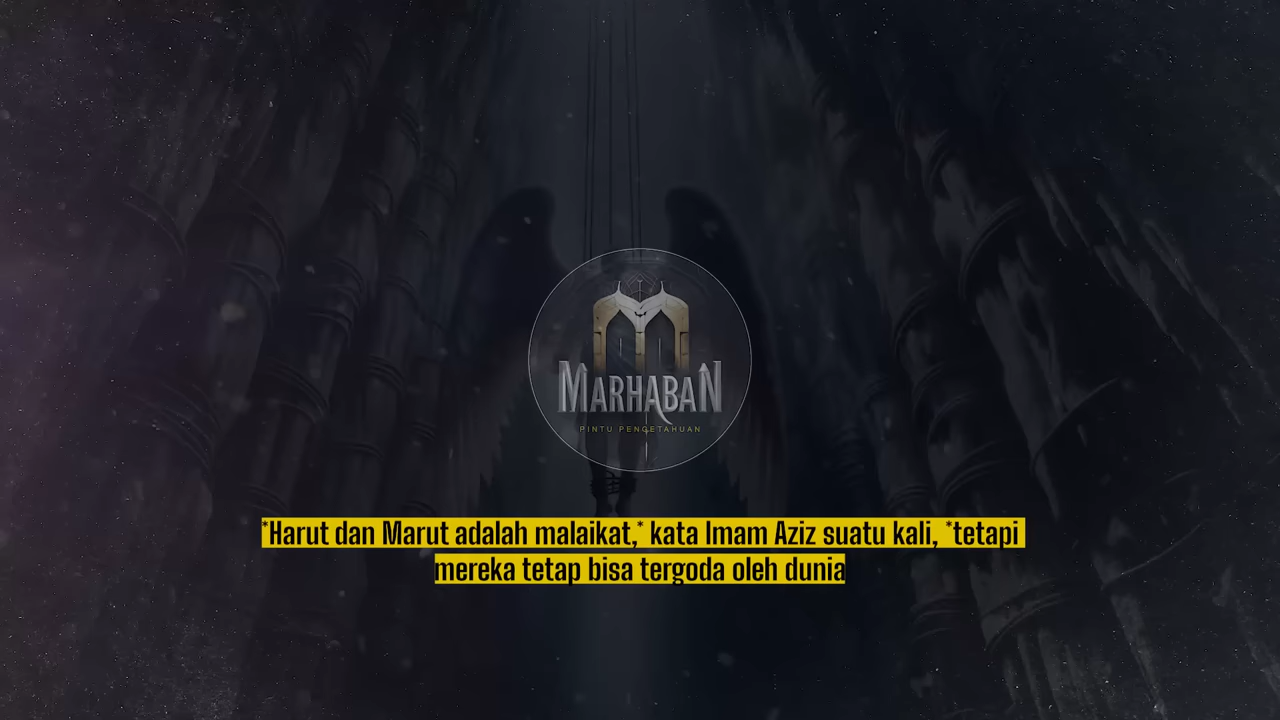 MARHABAN
PINTU PENGETAHUAN
"Harut dan Marut adalah malaikat," kata Imam Aziz suatu kali, "tetapi
mereka tetap bisa tergoda oleh dunia